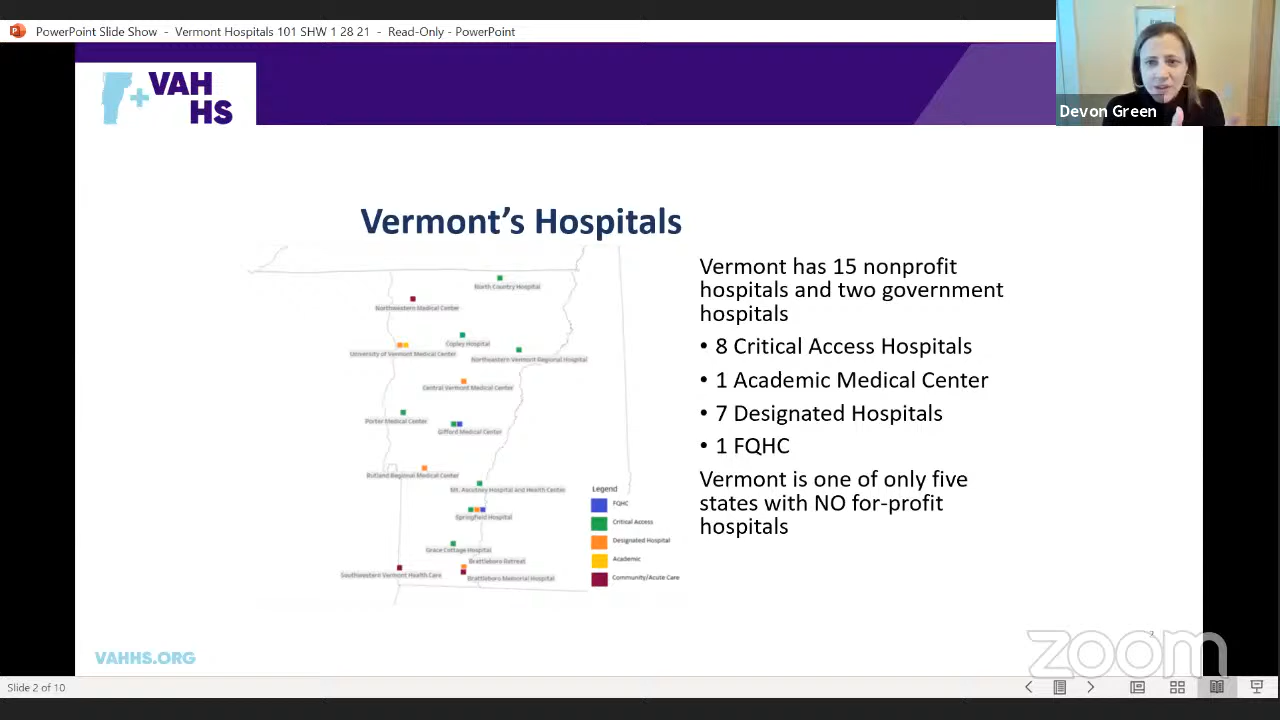 PowerPoint Slide Show - Vermont Hospitals 101 SHW 1 28 21 - Read-Only - PowerPoint
VAH
HS
Devon Green
Vermont's Hospitals
North Country Hospital
Northwestern Medical Center
Copley Hospital
University of Vermont Medical Center
Northeastern Vermont Regional Hospital
Central Vermont Medical Center
Porter Medical Center
Gifford Medical Center
Rutland Regional Medical Center
Mt. Ascutney Hospital and Health Center
Springfield Hospital
Grace Cottage Hospital
Brattleboro Retreat
Southwestern Vermont Health Care
Brattleboro Memorial Hospital
Legend
FQHC
Critical Access
Designated Hospital
Academic
Community/Acute Care
Vermont has 15 nonprofit
hospitals and two government
hospitals
• 8 Critical Access Hospitals
• 1 Academic Medical Center
• 7 Designated Hospitals
• 1 FQHC
Vermont is one of only five
states with NO for-profit
hospitals
2
zoom
VAHHS.ORG
Slide 2 of 10